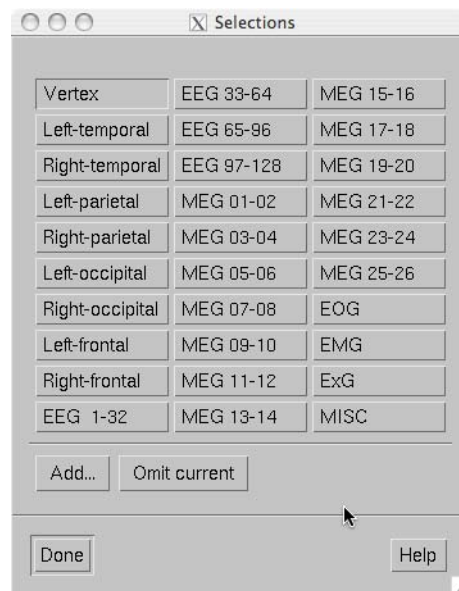 X Selections
Vertex EEG 33-64 MEG 15-16
Left-temporal EEG 65-96 MEG 17-18
Right-temporal EEG 97-128 MEG 19-20
Left-parietal MEG 01-02 MEG 21-22
Right-parietal MEG 03-04 MEG 23-24
Left-occipital MEG 05-06 MEG 25-26
Right-occipital MEG 07-08 EOG
Left-frontal MEG 09-10 EMG
Right-frontal MEG 11-12 ExG
EEG 1-32 MEG 13-14 MISC
Add... Omit current
Done Help